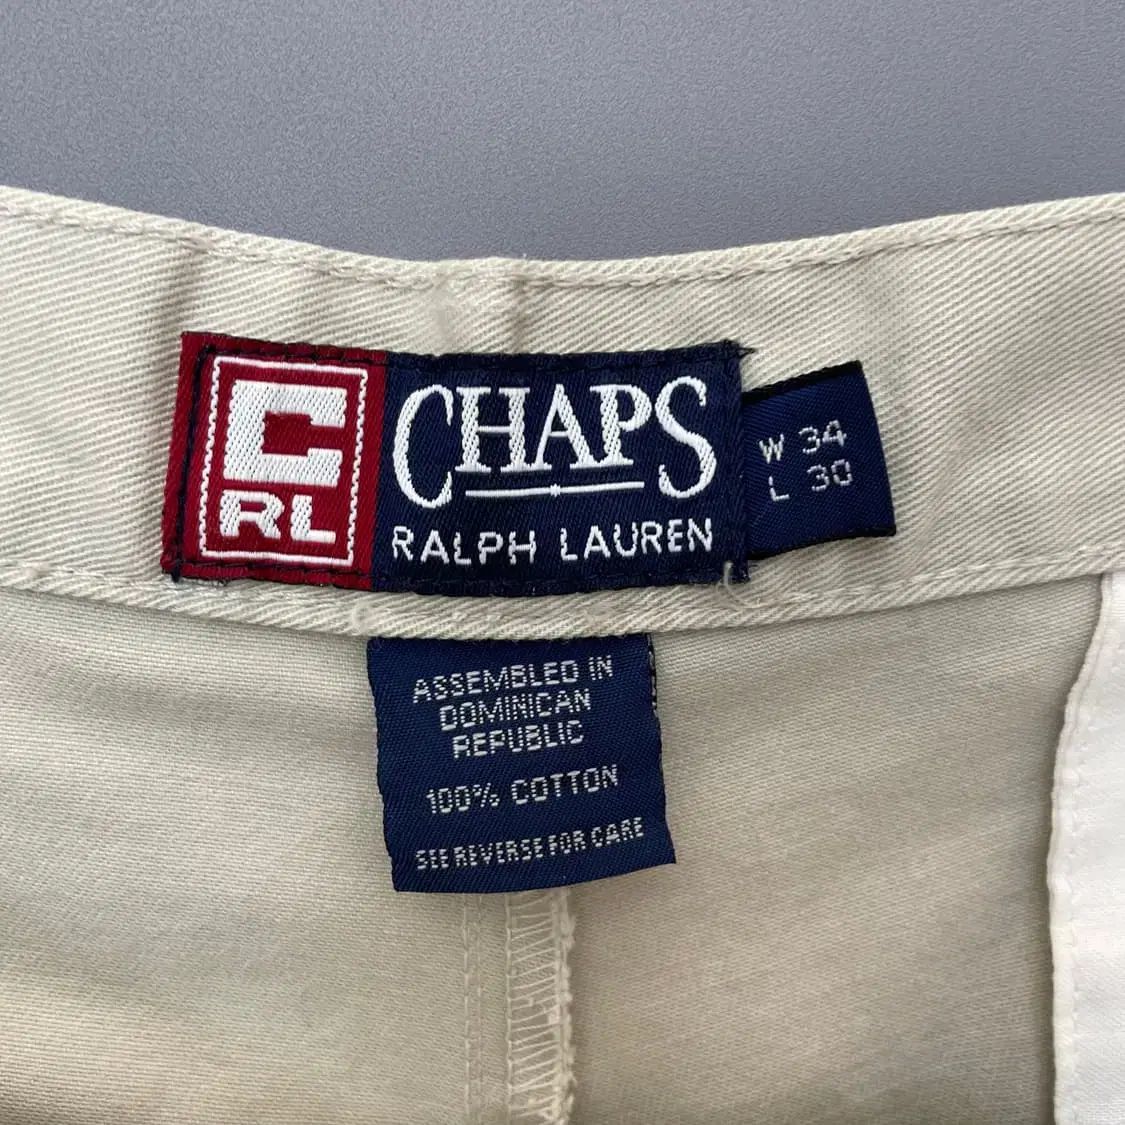 C
RL
CHAPS
RALPH LAUREN
W 34
L 30
ASSEMBLED IN
DOMINICAN
REPUBLIC
100% COTTON
SEE REVERSE FOR CARE